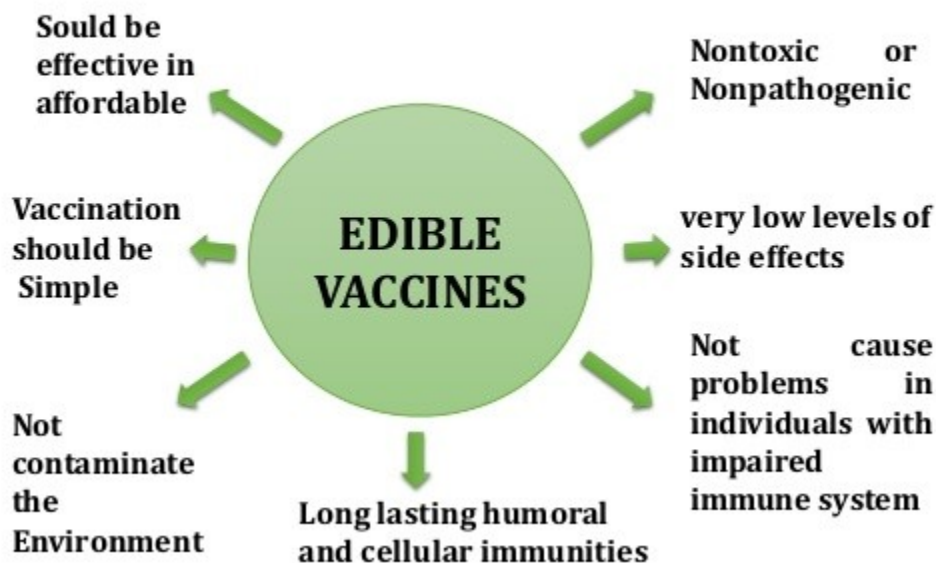 Sould be
effective in
affordable
Nontoxic or
Nonpathogenic
Vaccination
should be
Simple
EDIBLE
VACCINES
very low levels of
side effects
Not
contaminate
the
Environment
Long lasting humoral
and cellular immunities
Not cause
problems in
individuals with
impaired
immune system